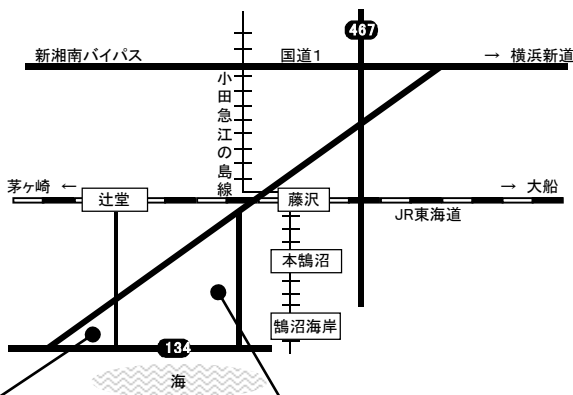 467
新湘南バイパス
国道1
→ 横浜新道
小田急江の島線
茅ヶ崎 ←
辻堂
藤沢
→ 大船
JR東海道
本鵠沼
鵠沼海岸
134
海